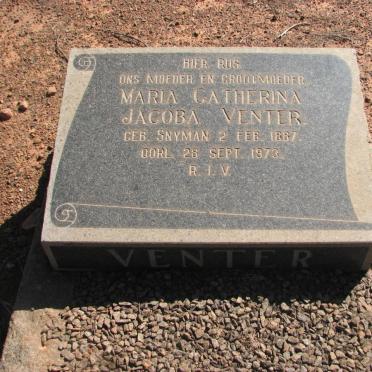 HIER RUS
ONS MOEDER EN GROOTMOEDER
MARIA CATHERINA
JACOBA VENTER
GEB. SNYMAN 2 FEB. 1887.
OORL. 26 SEPT. 1973.
R. I. V.
VENTER